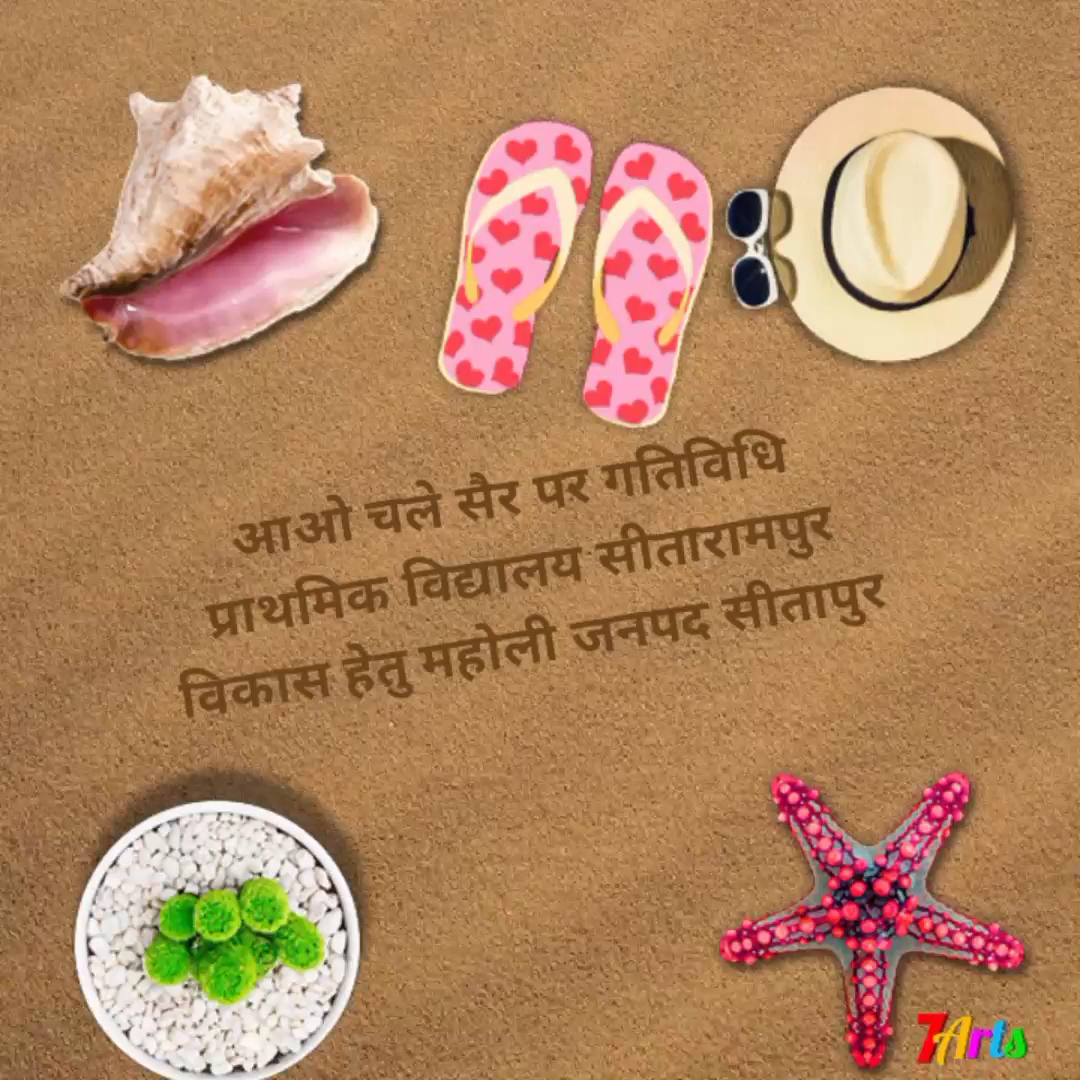 आओ चले सैर पर गतिविधि
प्राथमिक विद्यालय सीतारामपुर
विकास हेतु महोली जनपद सीतापुर
7Arts